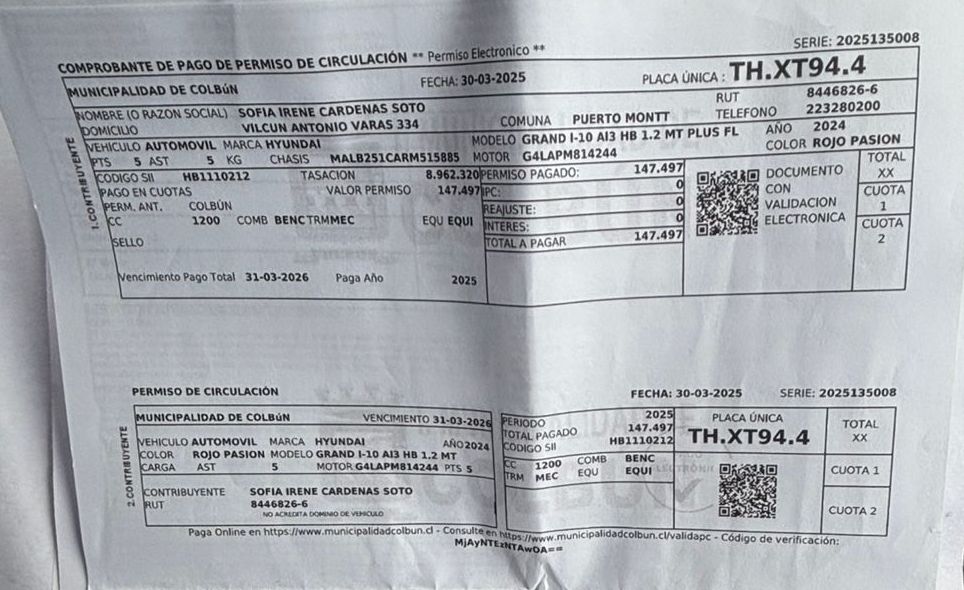 SERIE: 2025135008
COMPROBANTE DE PAGO DE PERMISO DE CIRCULACIÓN ** Permiso Electronico **
MUNICIPALIDAD DE COLBúN FECHA: 30-03-2025 PLACA ÚNICA : TH.XT94.4
NOMBRE (O RAZON SOCIAL) SOFIA IRENE CARDENAS SOTO RUT 8446826-6
DOMICILIO VILCUN ANTONIO VARAS 334 COMUNA PUERTO MONTT TELEFONO 223280200
VEHICULO AUTOMOVIL MARCA HYUNDAI MODELO GRAND I-10 AI3 HB 1.2 MT PLUS FL AÑO 2024
PTS 5 AST 5 KG CHASIS MALB251CARM515885 MOTOR G4LAPM814244 COLOR ROJO PASION
CODIGO SII HB1110212 TASACION 8.962.320 PERMISO PAGADO: 147.497
PAGO EN CUOTAS VALOR PERMISO 147.497 IPC: 0
PERM. ANT. COLBÚN REAJUSTE: 0
CC 1200 COMB BENC TRM MEC EQU EQUI INTERES: 0
SELLO TOTAL A PAGAR 147.497
Vencimiento Pago Total 31-03-2026 Paga Año 2025
DOCUMENTO
CON
VALIDACION
ELECTRONICA
TOTAL
XX
CUOTA
1
CUOTA
2
1.CONTRIBUYENTE
PERMISO DE CIRCULACIÓN FECHA: 30-03-2025 SERIE: 2025135008
MUNICIPALIDAD DE COLBúN VENCIMIENTO 31-03-2026
VEHICULO AUTOMOVIL MARCA HYUNDAI AÑO 2024
COLOR ROJO PASION MODELO GRAND I-10 AI3 HB 1.2 MT
CARGA AST 5 MOTOR G4LAPM814244 PTS 5
CONTRIBUYENTE SOFIA IRENE CARDENAS SOTO
RUT 8446826-6
NO ACREDITA DOMINIO DE VEHICULO
PERIODO 2025
TOTAL PAGADO 147.497
CODIGO SII HB1110212
CC 1200 COMB BENC
TRM MEC EQU EQUI
PLACA ÚNICA
TH.XT94.4
TOTAL
XX
CUOTA 1
CUOTA 2
2.CONTRIBUYENTE
Paga Online en https://www.municipalidadcolbun.cl - Consulte en https://www.municipalidadcolbun.cl/validapc - Código de verificación:
MjAyNTEzNTAwOA==